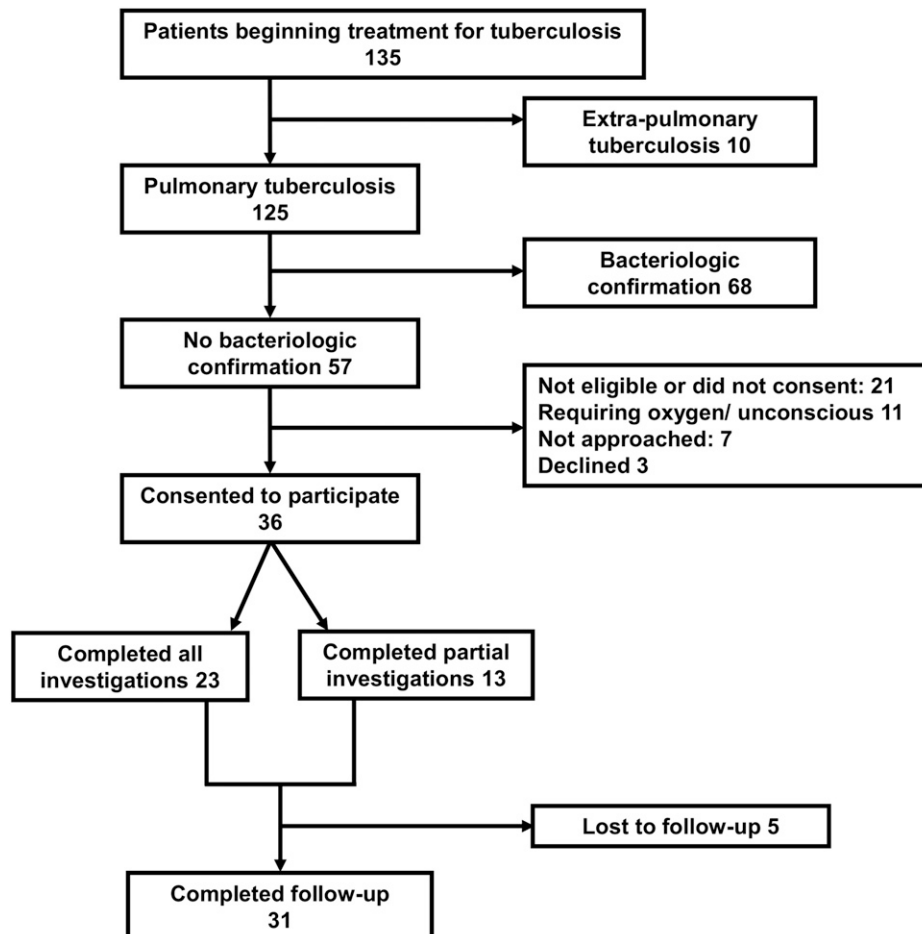 Patients beginning treatment for tuberculosis
135
Extra-pulmonary
tuberculosis 10
Pulmonary tuberculosis
125
Bacteriologic
confirmation 68
No bacteriologic
confirmation 57
Not eligible or did not consent: 21
Requiring oxygen/ unconscious 11
Not approached: 7
Declined 3
Consented to participate
36
Completed all
investigations 23
Completed partial
investigations 13
Lost to follow-up 5
Completed follow-up
31